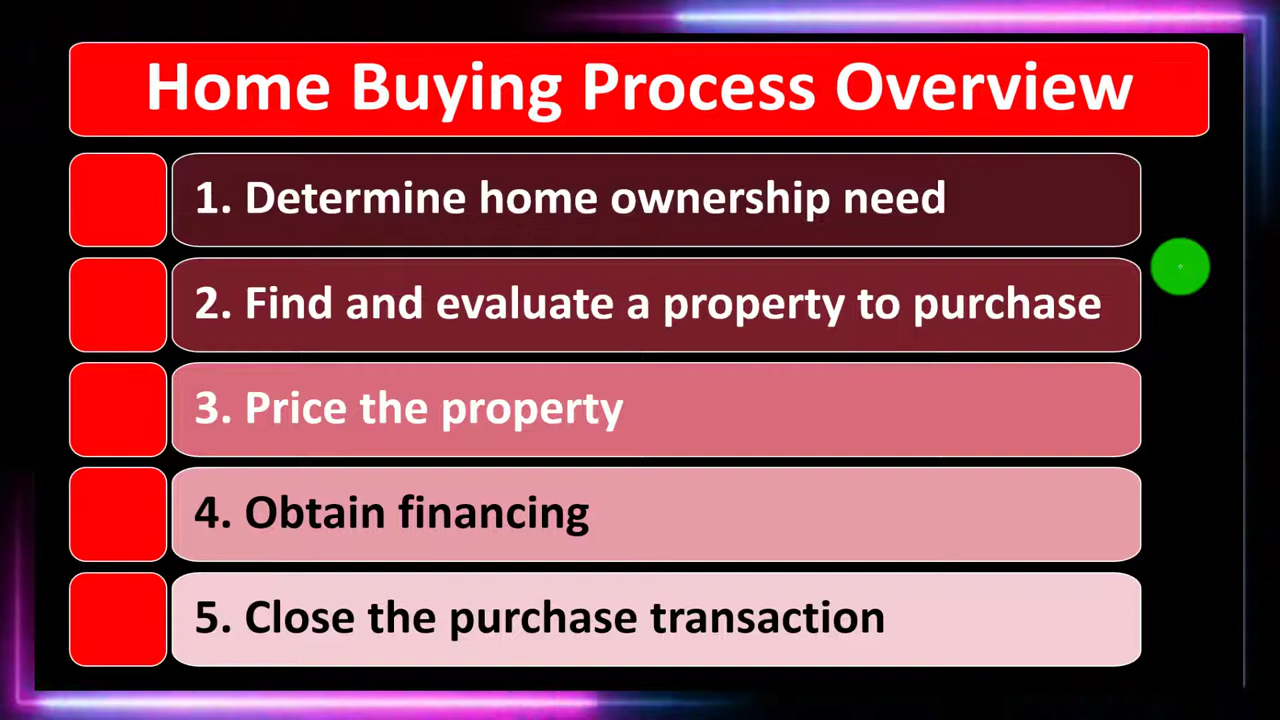 Home Buying Process Overview
1. Determine home ownership need
2. Find and evaluate a property to purchase
3. Price the property
4. Obtain financing
5. Close the purchase transaction